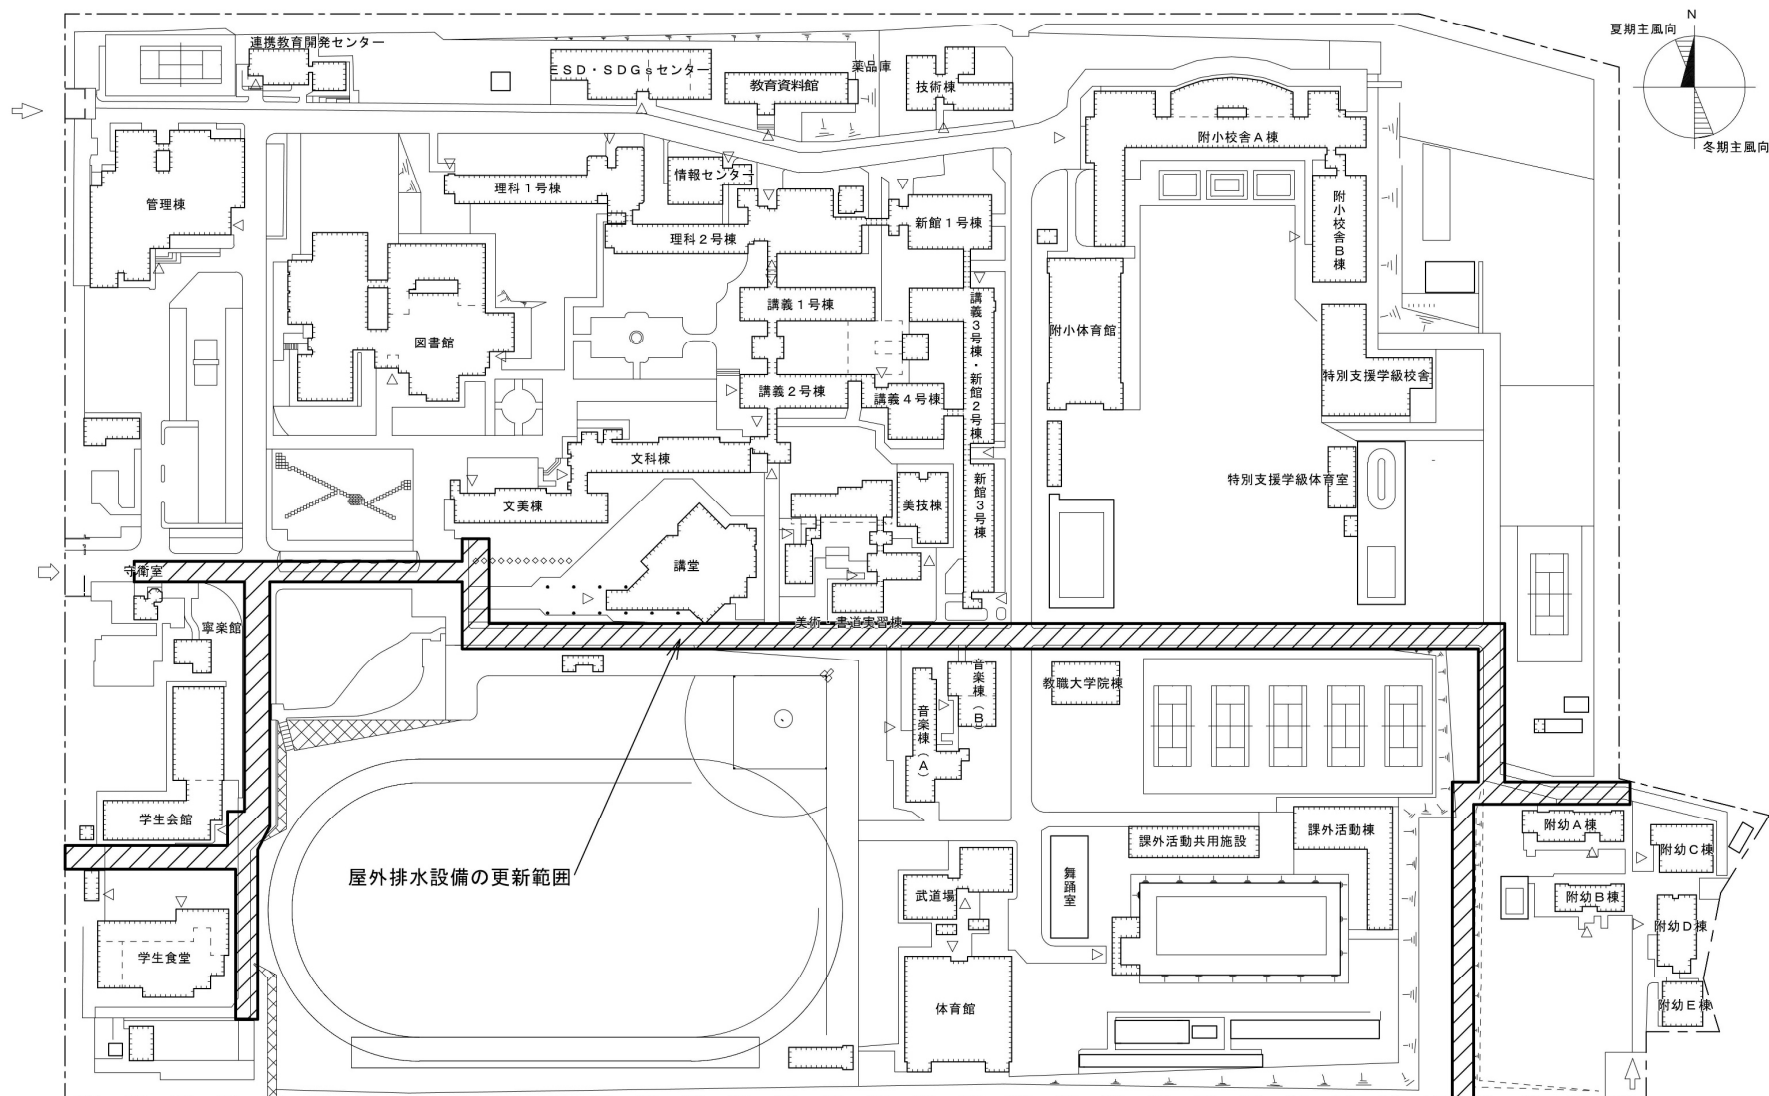 N
夏期主風向
冬期主風向
連携教育開発センター
ESD・SDGsセンター
教育資料館
薬品庫
技術棟
附小校舎A棟
管理棟
理科1号棟
情報センター
附小校舎B棟
理科2号棟
新館1号棟
講義1号棟
講義3号棟・新館2号棟
附小体育館
図書館
特別支援学級校舎
講義2号棟
講義4号棟
文科棟
特別支援学級体育室
文美棟
美技棟
新館3号棟
講堂
守衛室
美術・書道実習棟
寧楽館
音楽棟(B)
教職大学院棟
音楽棟(A)
学生会館
課外活動共用施設
課外活動棟
附幼A棟
附幼C棟
屋外排水設備の更新範囲
武道場
舞踊室
附幼B棟
附幼D棟
学生食堂
体育館
附幼E棟